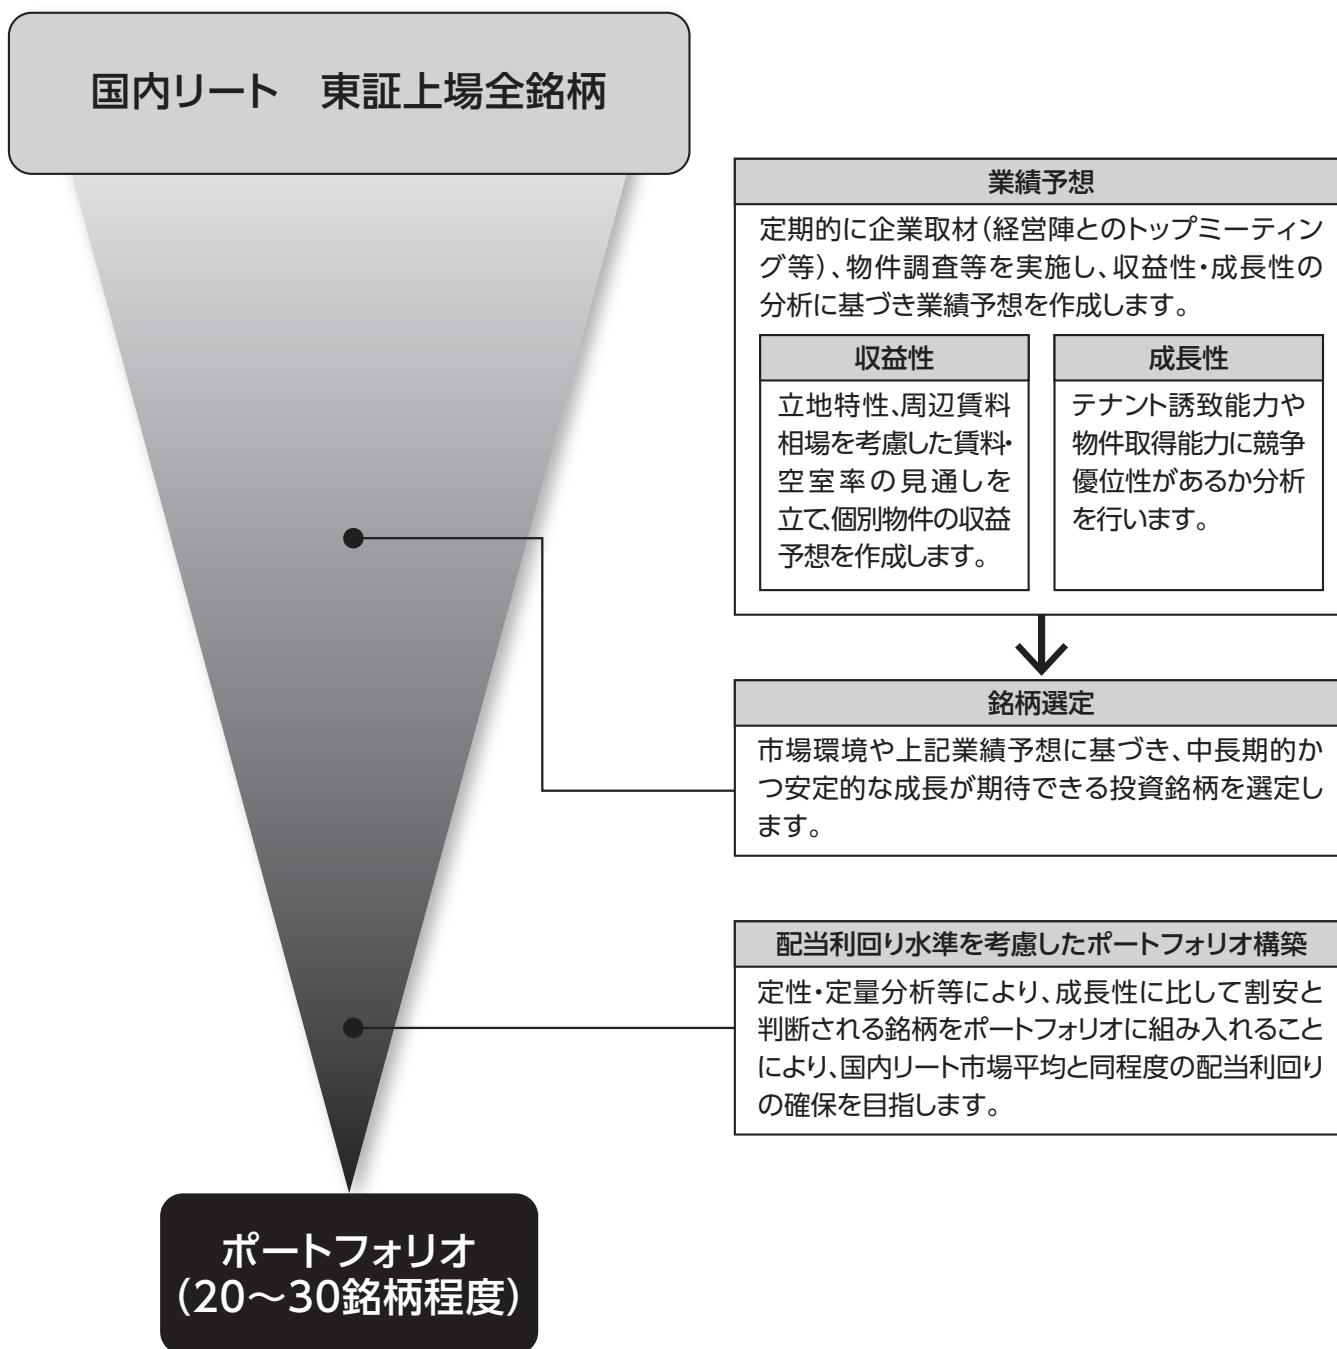 国内リート　東証上場全銘柄
業績予想
定期的に企業取材(経営陣とのトップミーティン
グ等)、物件調査等を実施し、収益性・成長性の
分析に基づき業績予想を作成します。
収益性
立地特性、周辺賃料
相場を考慮した賃料・
空室率の見通しを
立て、個別物件の収益
予想を作成します。
成長性
テナント誘致能力や
物件取得能力に競争
優位性があるか分析
を行います。
銘柄選定
市場環境や上記業績予想に基づき、中長期的か
つ安定的な成長が期待できる投資銘柄を選定し
ます。
配当利回り水準を考慮したポートフォリオ構築
定性・定量分析等により、成長性に比して割安と
判断される銘柄をポートフォリオに組み入れること
により、国内リート市場平均と同程度の配当利回り
の確保を目指します。
ポートフォリオ
(20〜30銘柄程度)